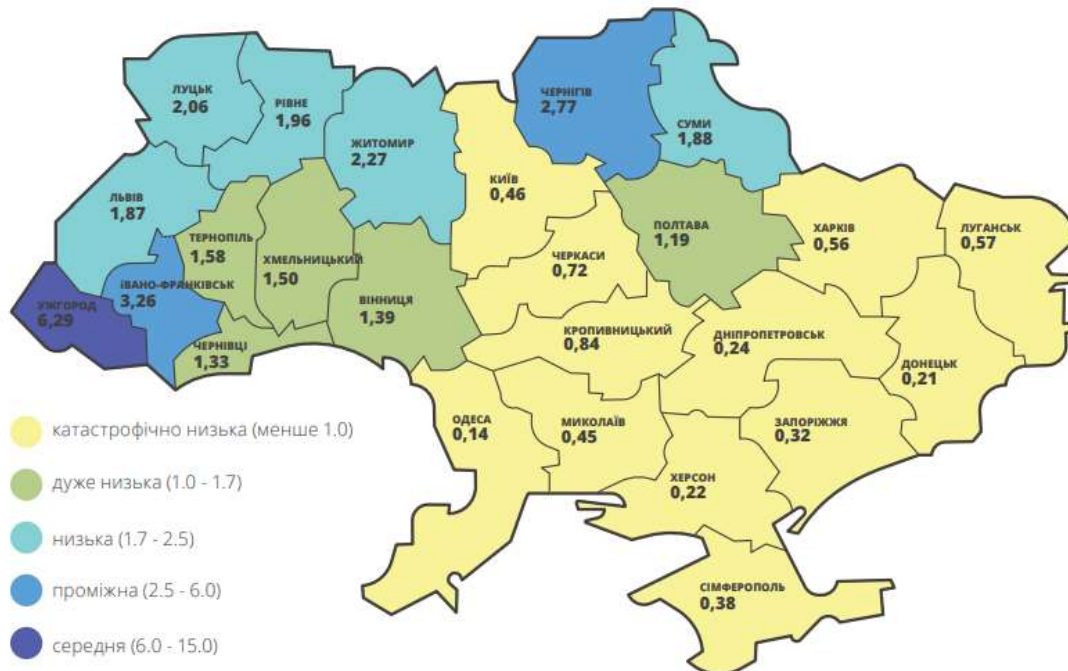 ЛУЦЬК
2,06
РІВНЕ
1,96
ЖИТОМИР
2,27
ЧЕРНІГІВ
2,77
СУМИ
1,88
КИЇВ
0,46
ЛЬВІВ
1,87
ТЕРНОПІЛЬ
1,58
ХМЕЛЬНИЦЬКИЙ
1,50
ПОЛТАВА
1,19
ХАРКІВ
0,56
ЛУГАНСЬК
0,57
ЧЕРКАСИ
0,72
УЖГОРОД
6,29
ІВАНО-ФРАНКІВСЬК
3,26
ВІННИЦЯ
1,39
ЧЕРНІВЦІ
1,33
КРОПИВНИЦЬКИЙ
0,84
ДНІПРОПЕТРОВСЬК
0,24
ДОНЕЦЬК
0,21
ОДЕСА
0,14
МИКОЛАЇВ
0,45
ЗАПОРІЖЖЯ
0,32
ХЕРСОН
0,22
СІМФЕРОПОЛЬ
0,38
катастрофічно низька (менше 1.0)
дуже низька (1.0 - 1.7)
низька (1.7 - 2.5)
проміжна (2.5 - 6.0)
середня (6.0 - 15.0)